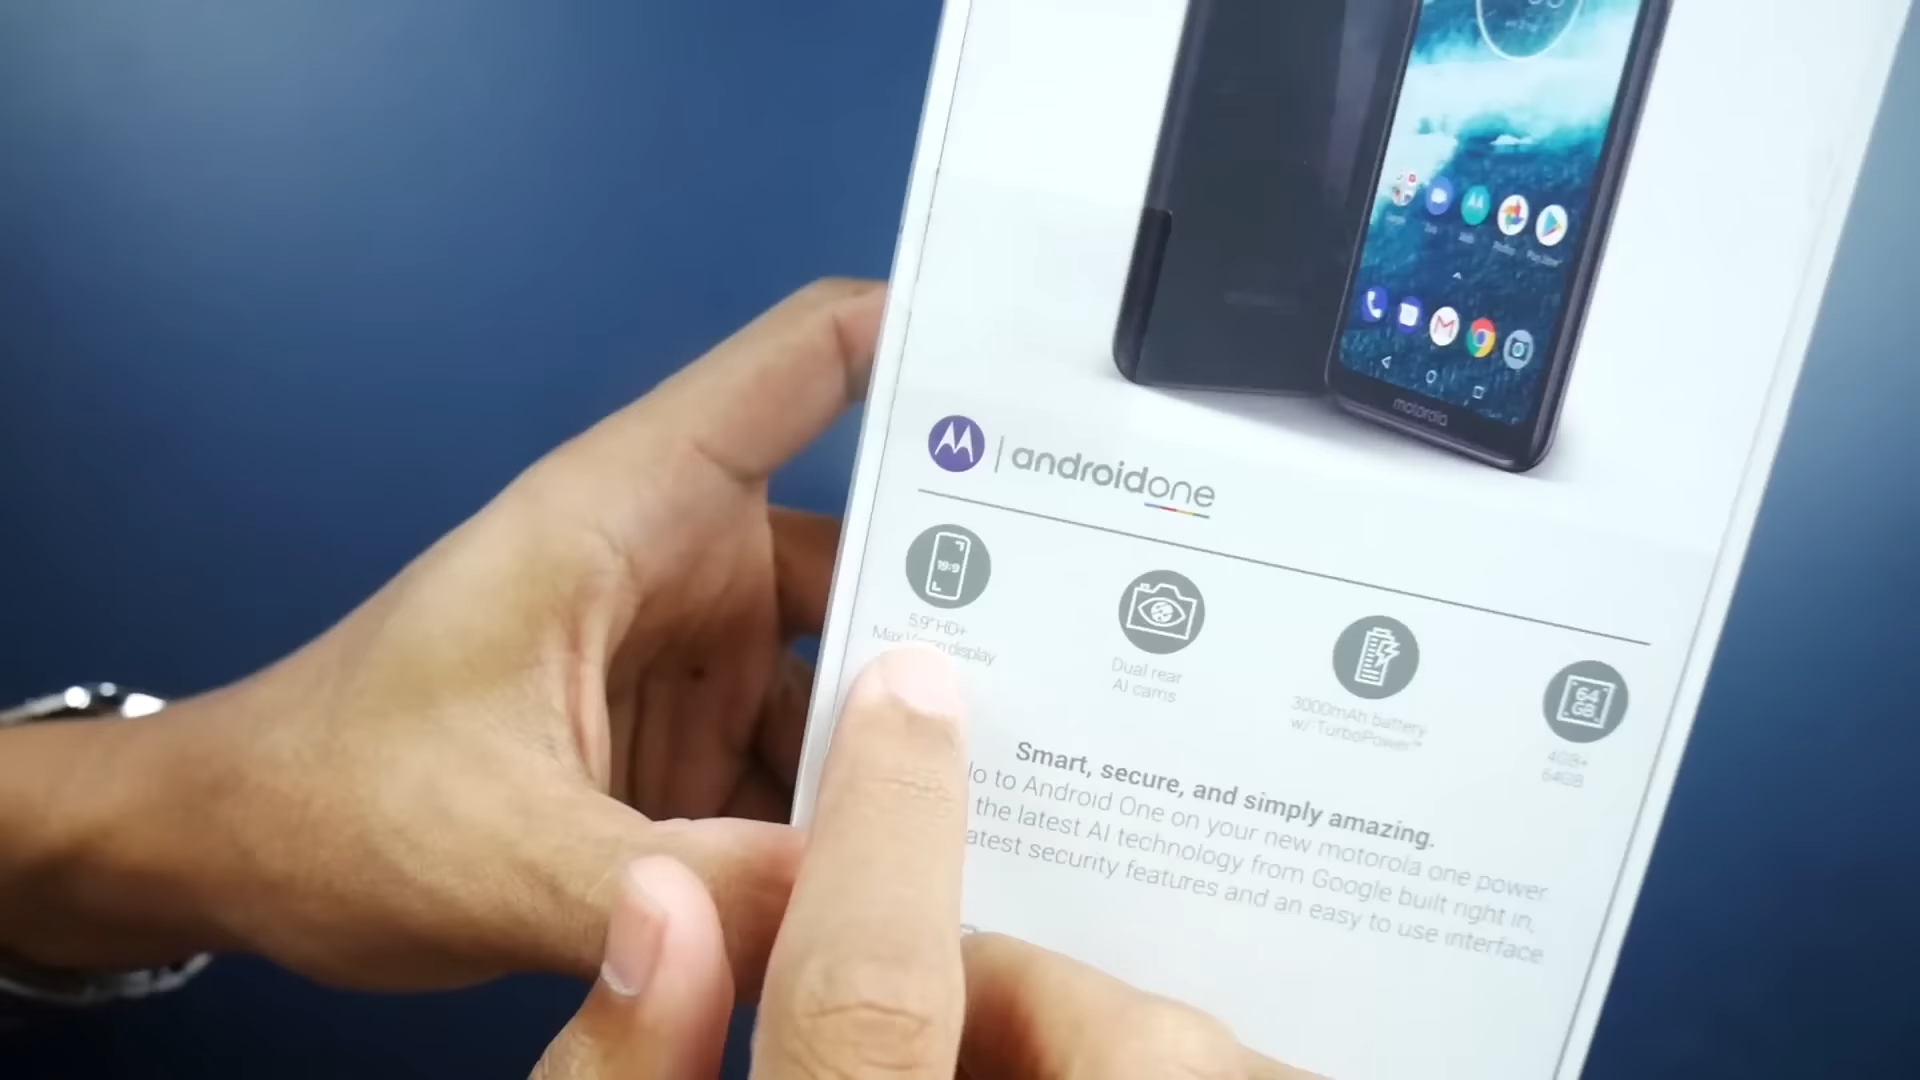 motorola
androidone
19:9
5.9" HD+
Max display
Dual rear
AI cams
3000mAh battery
w/ TurboPower™
64
GB
4GB+
64GB
Smart, secure, and simply amazing.
to Android One on your new motorola one power
the latest AI technology from Google built right in,
security features and an easy to use interface